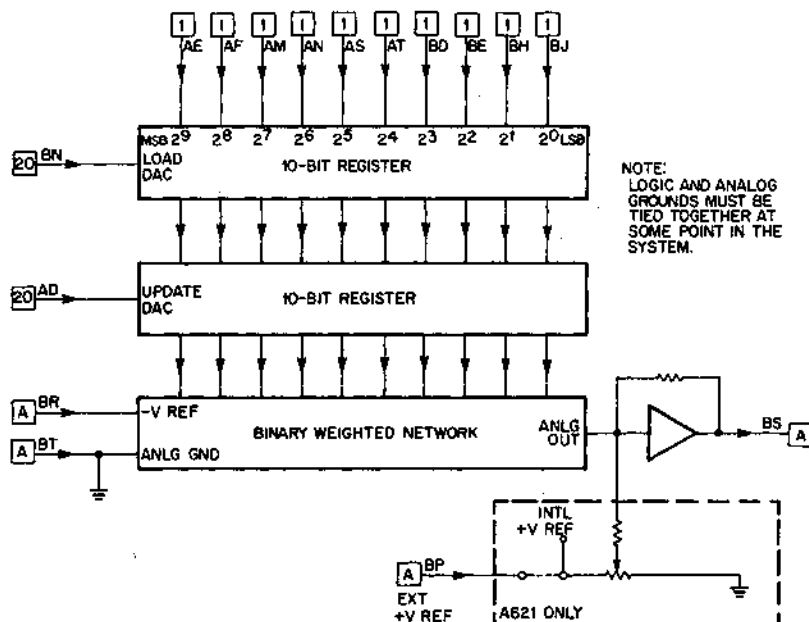 1 1 1 1 1 1 1 1 1 1
AE AF AM AN AS AT BD BE BH BJ
MSB 2⁹ 2⁸ 2⁷ 2⁶ 2⁵ 2⁴ 2³ 2² 2¹ 2⁰ LSB
20 BN
LOAD
DAC
10-BIT REGISTER
NOTE:
LOGIC AND ANALOG
GROUNDS MUST BE
TIED TOGETHER AT
SOME POINT IN THE
SYSTEM.
20 AD
UPDATE
DAC
10-BIT REGISTER
A BR
-V REF
BINARY WEIGHTED NETWORK
ANLG
OUT
BS A
A BT
ANLG GND
INTL
+V REF
A BP
EXT
+V REF
A621 ONLY